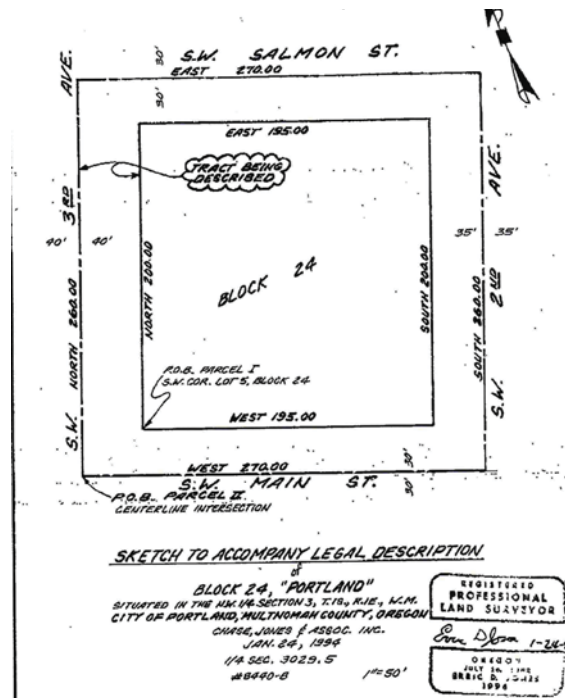 S.W. SALMON ST.
30'
EAST 270.00
30'
AVE.
EAST 195.00
TRACT BEING
DESCRIBED
3RD
AVE.
40' 40'
35' 35'
BLOCK 24
NORTH 200.00
SOUTH 200.00
2ND
NORTH 260.00
SOUTH 260.00
S.W.
S.W.
P.O.B. PARCEL I
S.W. COR. LOT 5, BLOCK 24
WEST 195.00
30'
WEST 270.00
S.W. MAIN ST.
30'
P.O.B. PARCEL II
CENTERLINE INTERSECTION
SKETCH TO ACCOMPANY LEGAL DESCRIPTION
of
BLOCK 24, "PORTLAND"
SITUATED IN THE N.W. 1/4 SECTION 3, T.1S., R.1E., W.M.
CITY OF PORTLAND, MULTNOMAH COUNTY, OREGON
CHASE, JONES & ASSOC. INC.
JAN. 24, 1994
1/4 SEC. 3029.5
#8440-B 1"=50'
REGISTERED
PROFESSIONAL
LAND SURVEYOR
1-24
OREGON
JULY